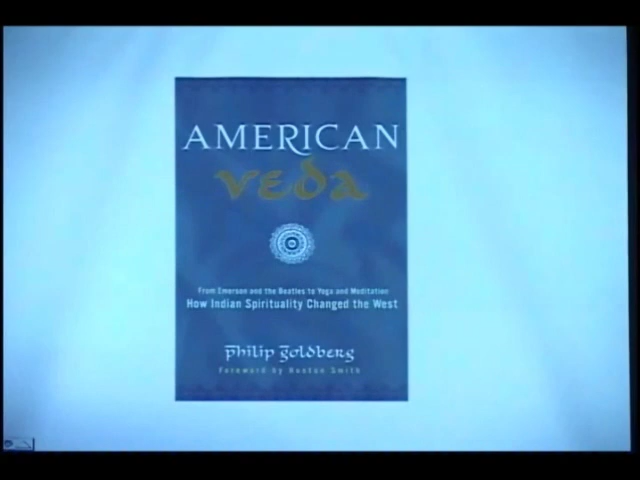 AMERICAN
veda
From Emerson and the Beatles to Yoga and Meditation
How Indian Spirituality Changed the West
Philip Goldberg
Foreword by Huston Smith